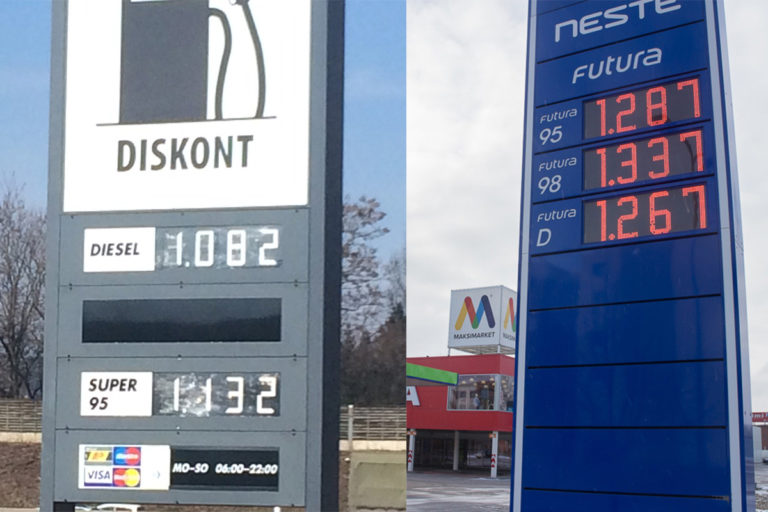 DISKONT
DIESEL 1.082
SUPER 95 1.132
VISA
MO-SO 06:00-22:00
NESTE
Futura
Futura 95 1.287
Futura 98 1.337
Futura D 1.267
M
MAKSIMARKET
A